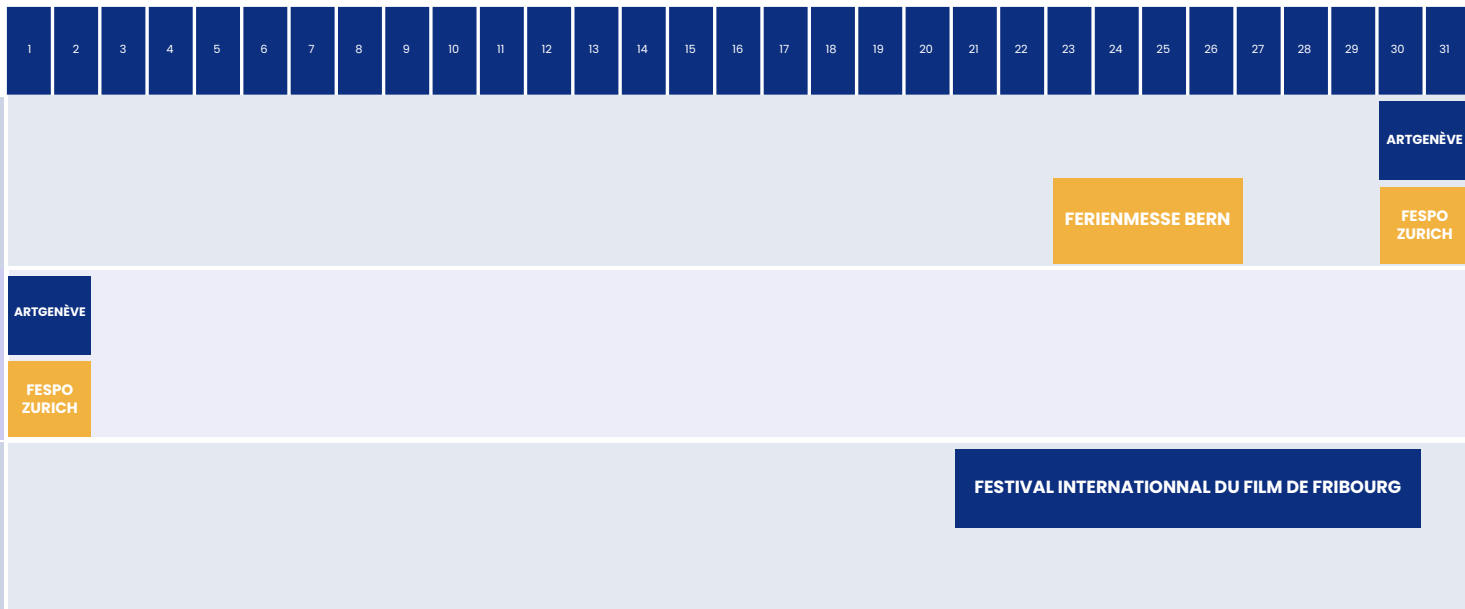 1 2 3 4 5 6 7 8 9 10 11 12 13 14 15 16 17 18 19 20 21 22 23 24 25 26 27 28 29 30 31
ARTGENÈVE
FERIENMESSE BERN
FESPO
ZURICH
ARTGENÈVE
FESPO
ZURICH
FESTIVAL INTERNATIONNAL DU FILM DE FRIBOURG